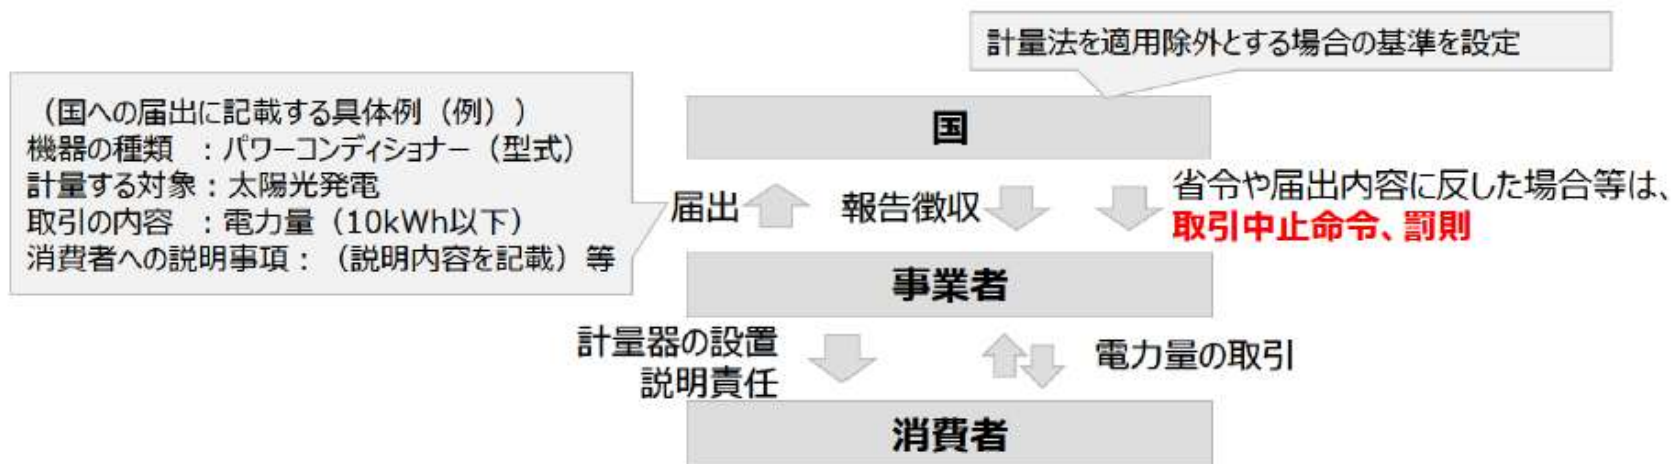 計量法を適用除外とする場合の基準を設定
（国への届出に記載する具体例（例））
機器の種類 ：パワーコンディショナー（型式）
計量する対象：太陽光発電
取引の内容 ：電力量（10kWh以下）
消費者への説明事項：（説明内容を記載）等
国
届出
報告徴収
省令や届出内容に反した場合等は、
取引中止命令、罰則
事業者
計量器の設置
説明責任
電力量の取引
消費者